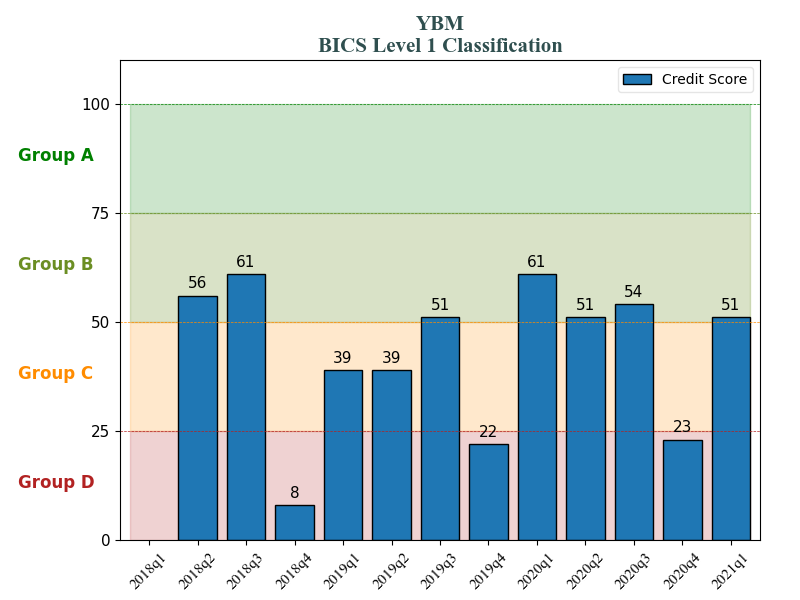 YBM
BICS Level 1 Classification
Credit Score
100
Group A
75
Group B
50
Group C
25
Group D
0
56
61
8
39
39
51
22
61
51
54
23
51
2018q1
2018q2
2018q3
2018q4
2019q1
2019q2
2019q3
2019q4
2020q1
2020q2
2020q3
2020q4
2021q1